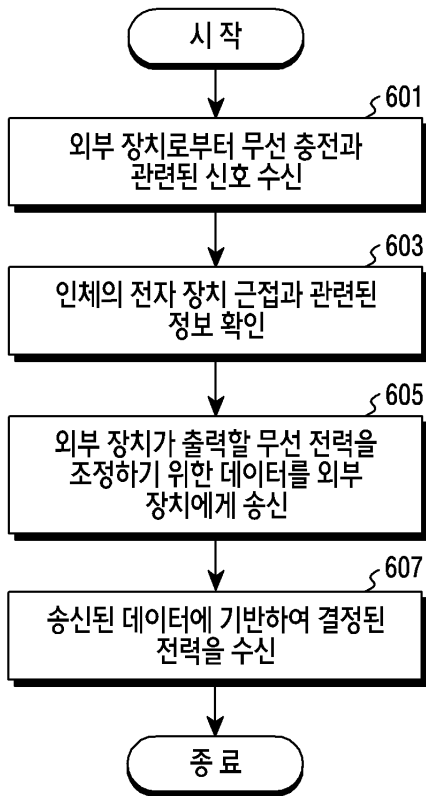 시 작
601
외부 장치로부터 무선 충전과
관련된 신호 수신
603
인체의 전자 장치 근접과 관련된
정보 확인
605
외부 장치가 출력할 무선 전력을
조정하기 위한 데이터를 외부
장치에게 송신
607
송신된 데이터에 기반하여 결정된
전력을 수신
종 료